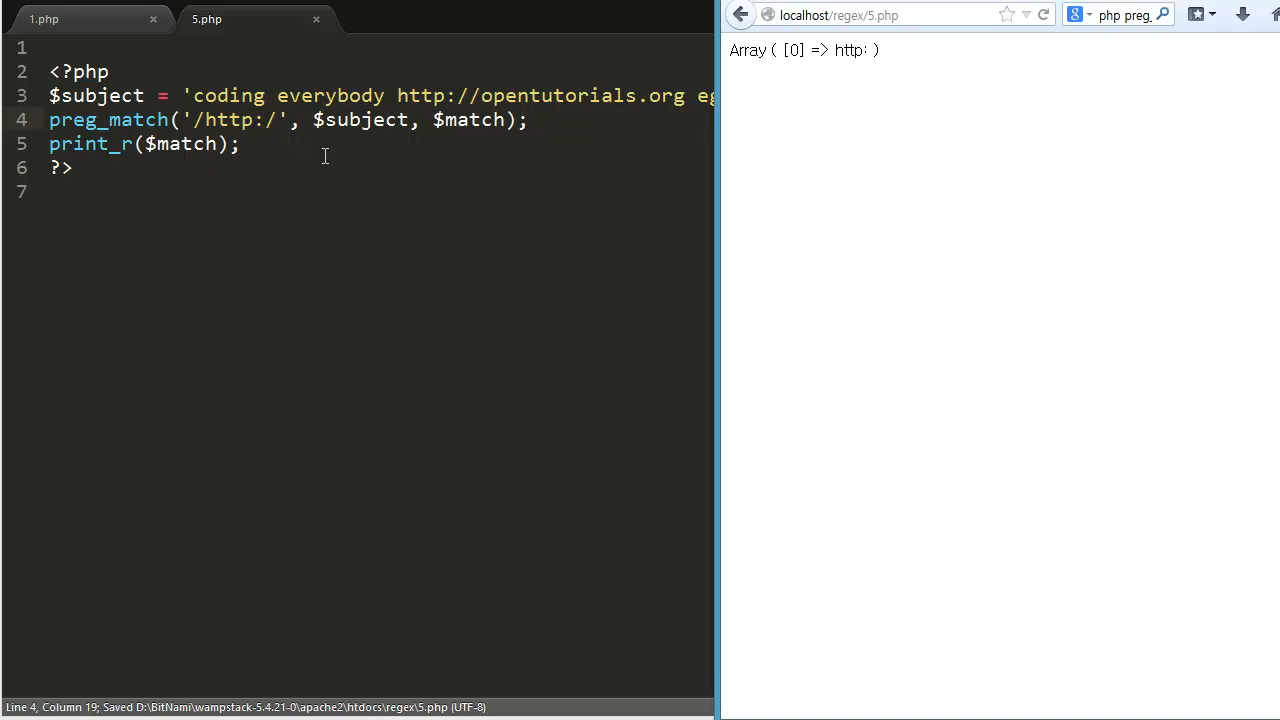 1.php
5.php
localhost/regex/5.php
php preg_
1
2 <?php
3 $subject = 'coding everybody http://opentutorials.org eg
4 preg_match('/http:/', $subject, $match);
5 print_r($match);
6 ?>
7
Array ( [0] => http: )
Line 4, Column 19; Saved D:\BitNami\wampstack-5.4.21-0\apache2\htdocs\regex\5.php (UTF-8)